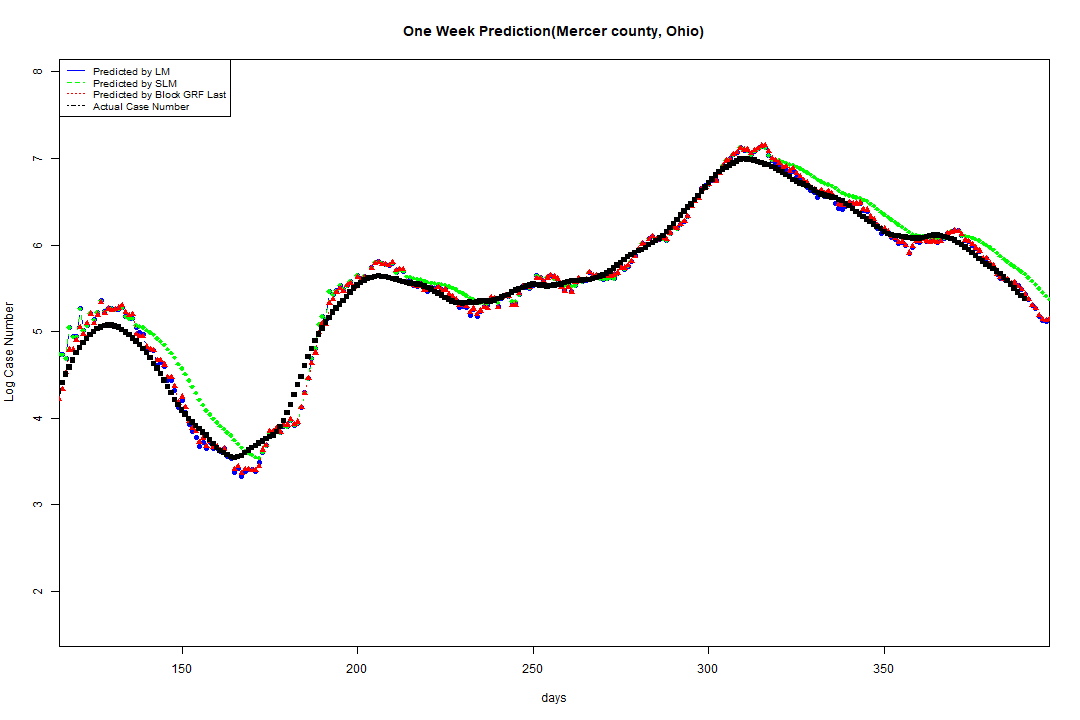 One Week Prediction(Mercer county, Ohio)
Predicted by LM
Predicted by SLM
Predicted by Block GRF Last
Actual Case Number
8
7
6
5
4
3
2
Log Case Number
150 200 250 300 350
days